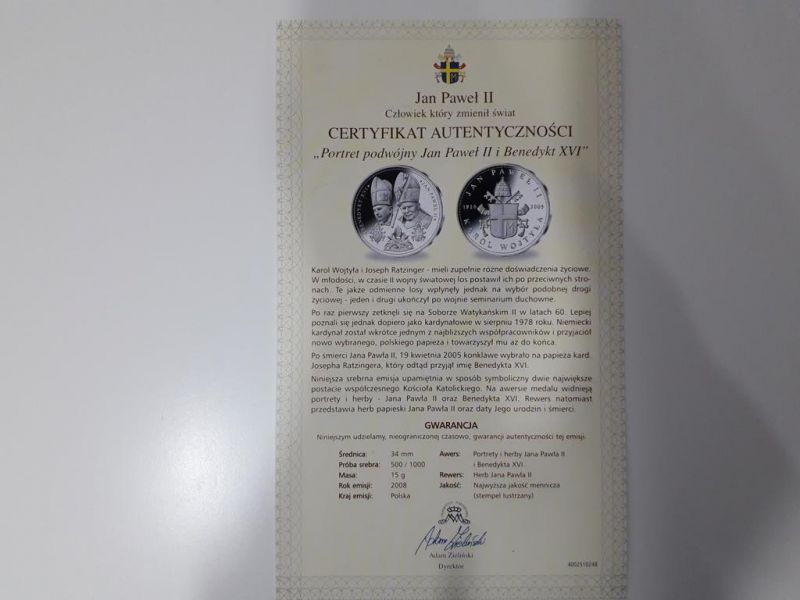 Jan Paweł II
Człowiek który zmienił świat
CERTYFIKAT AUTENTYCZNOŚCI
„Portret podwójny Jan Paweł II i Benedykt XVI”
BENEDYKT XVI JAN PAWEŁ II
JAN PAWEŁ II
1920 2005
KAROL WOJTYŁA
Karol Wojtyła i Joseph Ratzinger - mieli zupełnie różne doświadczenia życiowe.
W młodości, w czasie II wojny światowej los postawił ich po przeciwnych stro-
nach. Te jakże odmienne losy wpłynęły jednak na wybór podobnej drogi
życiowej - jeden i drugi ukończył po wojnie seminarium duchowne.
Po raz pierwszy zetknęli się na Soborze Watykańskim II w latach 60. Lepiej
poznali się jednak dopiero jako kardynałowie w sierpniu 1978 roku. Niemiecki
kardynał został wkrótce jednym z najbliższych współpracowników i przyjaciół
nowo wybranego, polskiego papieża i towarzyszył mu aż do końca.
Po śmierci Jana Pawła II, 19 kwietnia 2005 konklawe wybrało na papieża kard.
Josepha Ratzingera, który odtąd przyjął imię Benedykta XVI.
Niniejsza srebrna emisja upamiętnia w sposób symboliczny dwie największe
postacie współczesnego Kościoła Katolickiego. Na awersie medalu widnieją
portrety i herby - Jana Pawła II oraz Benedykta XVI. Rewers natomiast
przedstawia herb papieski Jana Pawła II oraz daty Jego urodzin i śmierci.
GWARANCJA
Niniejszym udzielamy, nieograniczonej czasowo, gwarancji autentyczności tej emisji.
Średnica: 34 mm Awers: Portrety i herby Jana Pawła II
Próba srebra: 500 / 1000 i Benedykta XVI
Masa: 15 g Rewers: Herb Jana Pawła II
Rok emisji: 2008 Jakość: Najwyższa jakość mennicza
Kraj emisji: Polska (stempel lustrzany)
Adam Zieliński
Adam Zieliński
Dyrektor
4002510248